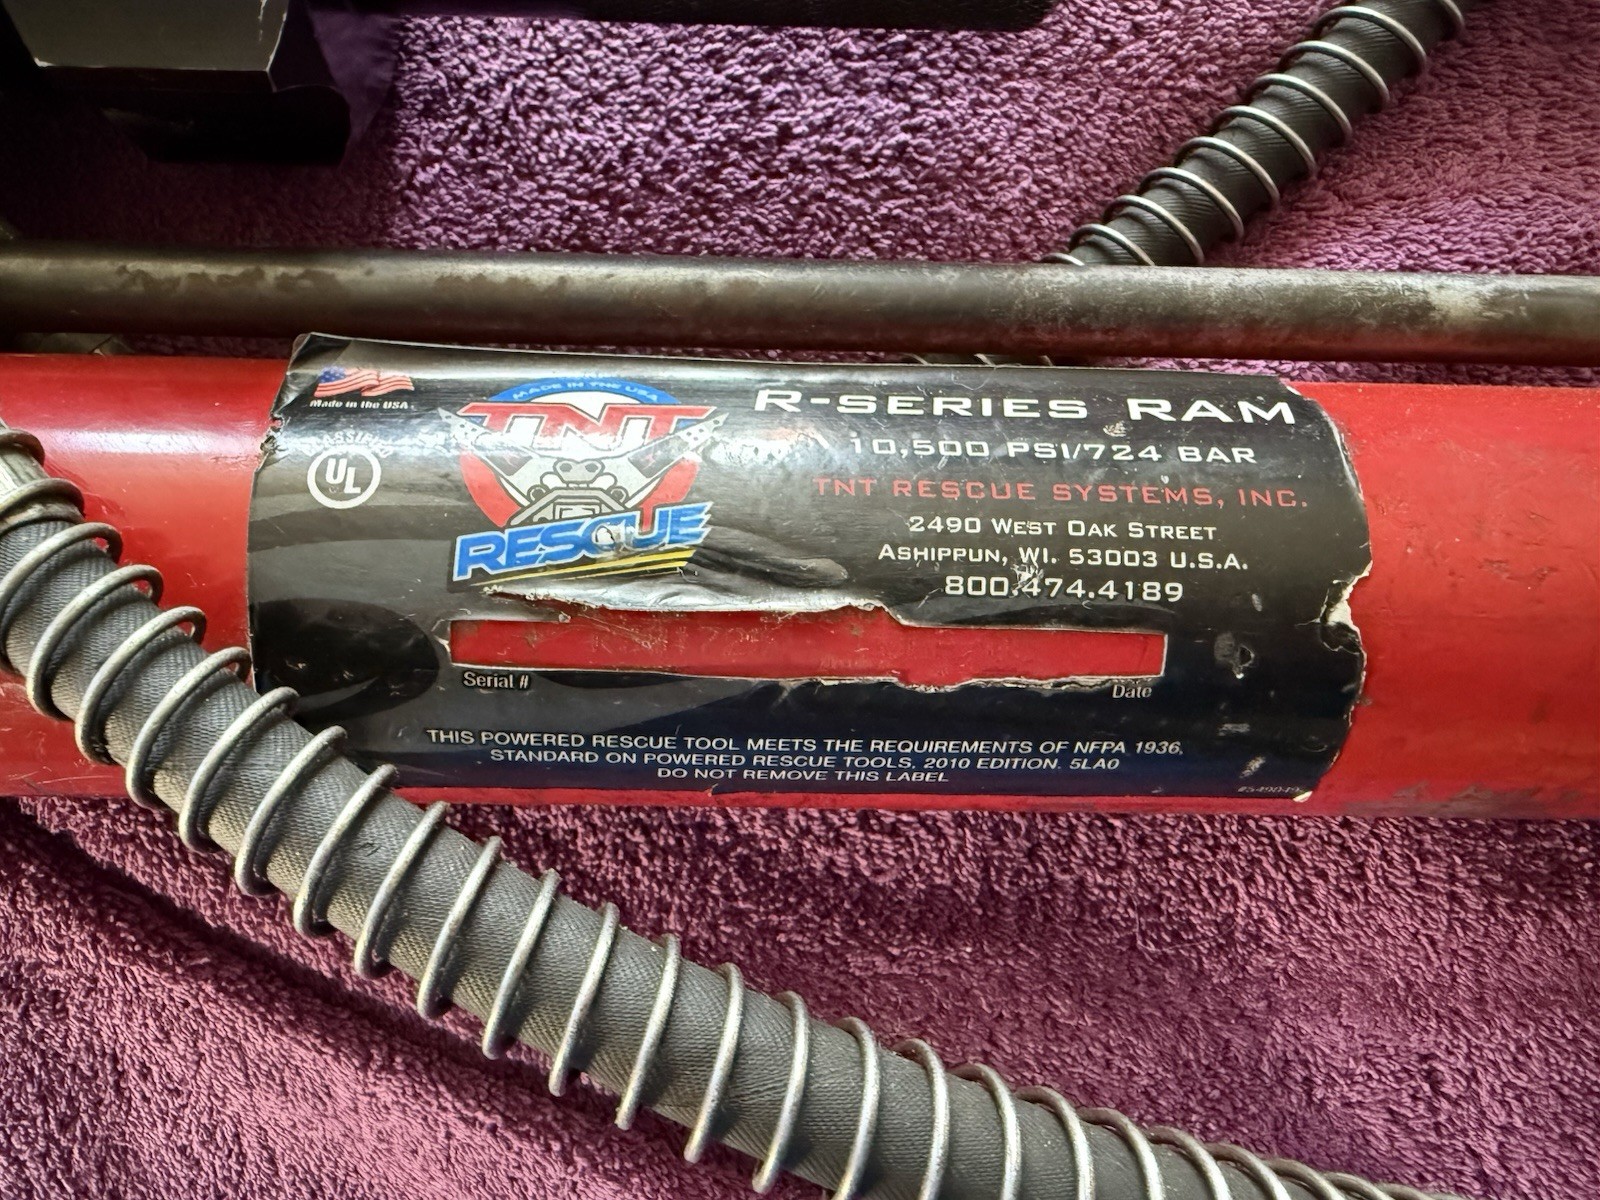 Made in the USA
CLASSIFIED
UL
MADE IN THE USA
TNT
RESCUE
R-SERIES RAM
10,500 PSI/724 BAR
TNT RESCUE SYSTEMS, INC.
2490 WEST OAK STREET
ASHIPPUN, WI. 53003 U.S.A.
800.474.4189
Serial #
Date
THIS POWERED RESCUE TOOL MEETS THE REQUIREMENTS OF NFPA 1936,
STANDARD ON POWERED RESCUE TOOLS, 2010 EDITION. 5LA0
DO NOT REMOVE THIS LABEL